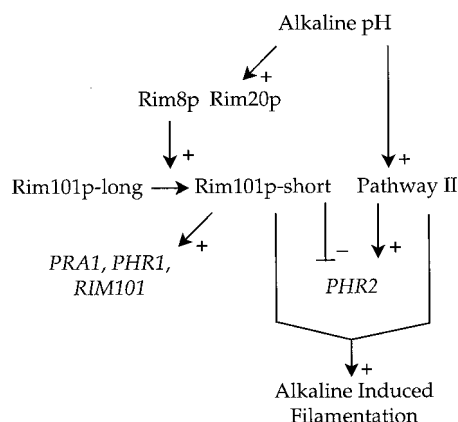 Alkaline pH
+
Rim8p Rim20p
+
+
Rim101p-long Rim101p-short Pathway II
+
−
+
PRA1, PHR1,
RIM101
PHR2
+
Alkaline Induced
Filamentation